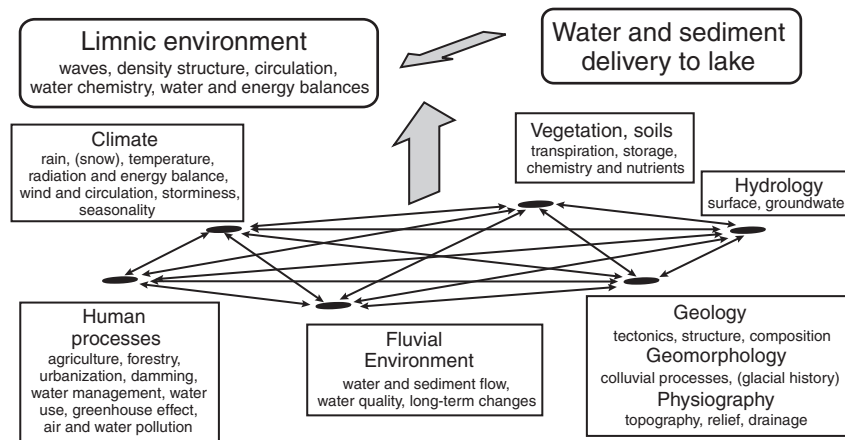 Limnic environment
waves, density structure, circulation,
water chemistry, water and energy balances
Water and sediment
delivery to lake
Climate
rain, (snow), temperature,
radiation and energy balance,
wind and circulation, storminess,
seasonality
Vegetation, soils
transpiration, storage,
chemistry and nutrients
Hydrology
surface, groundwater
Human
processes
agriculture, forestry,
urbanization, damming,
water management, water
use, greenhouse effect,
air and water pollution
Fluvial
Environment
water and sediment flow,
water quality, long-term changes
Geology
tectonics, structure, composition
Geomorphology
colluvial processes, (glacial history)
Physiography
topography, relief, drainage